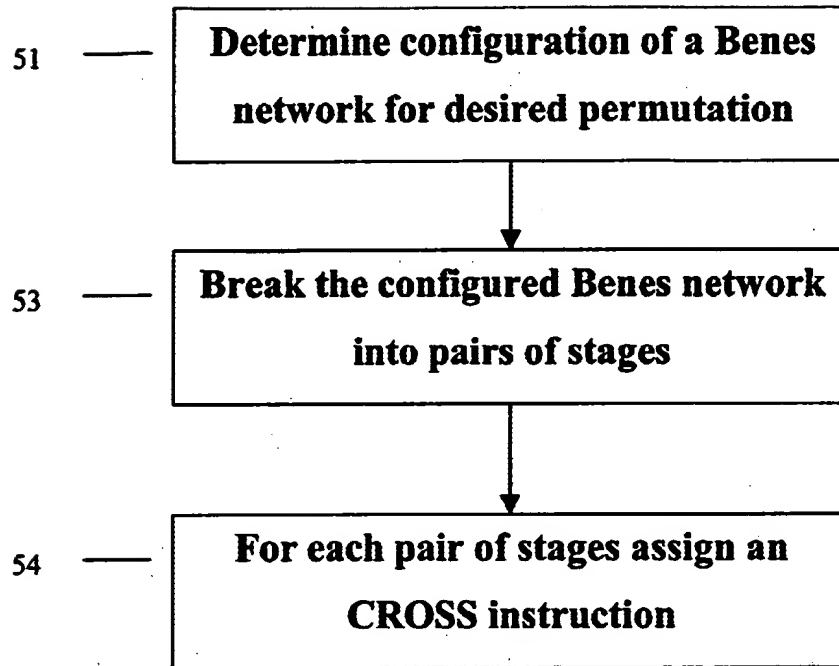 51
Determine configuration of a Benes
network for desired permutation
53
Break the configured Benes network
into pairs of stages
54
For each pair of stages assign an
CROSS instruction